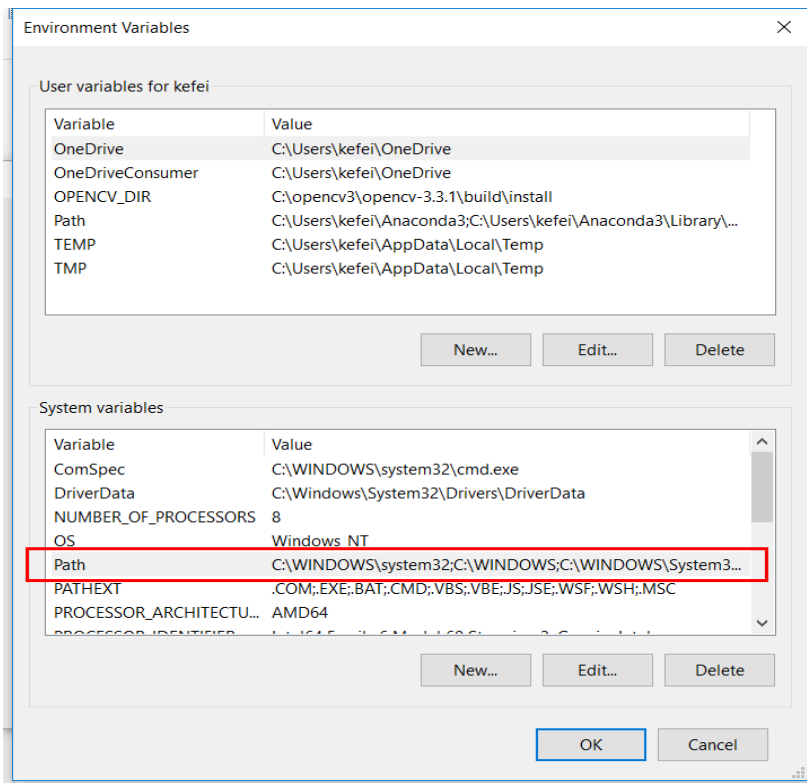 Environment Variables
User variables for kefei
Variable Value
OneDrive C:\Users\kefei\OneDrive
OneDriveConsumer C:\Users\kefei\OneDrive
OPENCV_DIR C:\opencv3\opencv-3.3.1\build\install
Path C:\Users\kefei\Anaconda3;C:\Users\kefei\Anaconda3\Library\...
TEMP C:\Users\kefei\AppData\Local\Temp
TMP C:\Users\kefei\AppData\Local\Temp
New... Edit... Delete
System variables
Variable Value
ComSpec C:\WINDOWS\system32\cmd.exe
DriverData C:\Windows\System32\Drivers\DriverData
NUMBER_OF_PROCESSORS 8
OS Windows_NT
Path C:\WINDOWS\system32;C:\WINDOWS;C:\WINDOWS\System3...
PATHEXT .COM;.EXE;.BAT;.CMD;.VBS;.VBE;.JS;.JSE;.WSF;.WSH;.MSC
PROCESSOR_ARCHITECTU... AMD64
New... Edit... Delete
OK Cancel